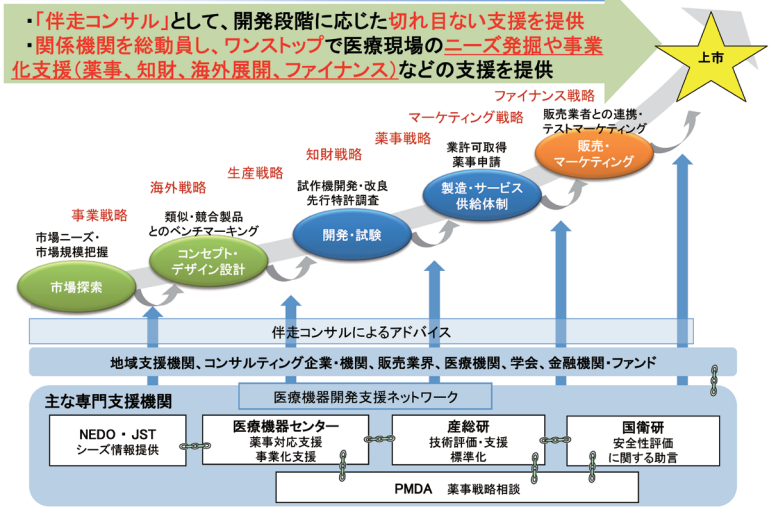 ・「伴走コンサル」として、開発段階に応じた切れ目ない支援を提供
・関係機関を総動員し、ワンストップで医療現場のニーズ発掘や事業
化支援（薬事、知財、海外展開、ファイナンス）などの支援を提供
上市
ファイナンス戦略
マーケティング戦略
薬事戦略
知財戦略
生産戦略
海外戦略
事業戦略
販売業者との連携・
テストマーケティング
販売・
マーケティング
業許可取得
薬事申請
製造・サービス
供給体制
試作機開発・改良
先行特許調査
開発・試験
類似・競合製品
とのベンチマーキング
コンセプト・
デザイン設計
市場ニーズ・
市場規模把握
市場探索
伴走コンサルによるアドバイス
地域支援機関、コンサルティング企業・機関、販売業界、医療機関、学会、金融機関・ファンド
医療機器開発支援ネットワーク
主な専門支援機関
NEDO・JST
シーズ情報提供
医療機器センター
薬事対応支援
事業化支援
産総研
技術評価・支援
標準化
国衛研
安全性評価
に関する助言
PMDA　薬事戦略相談